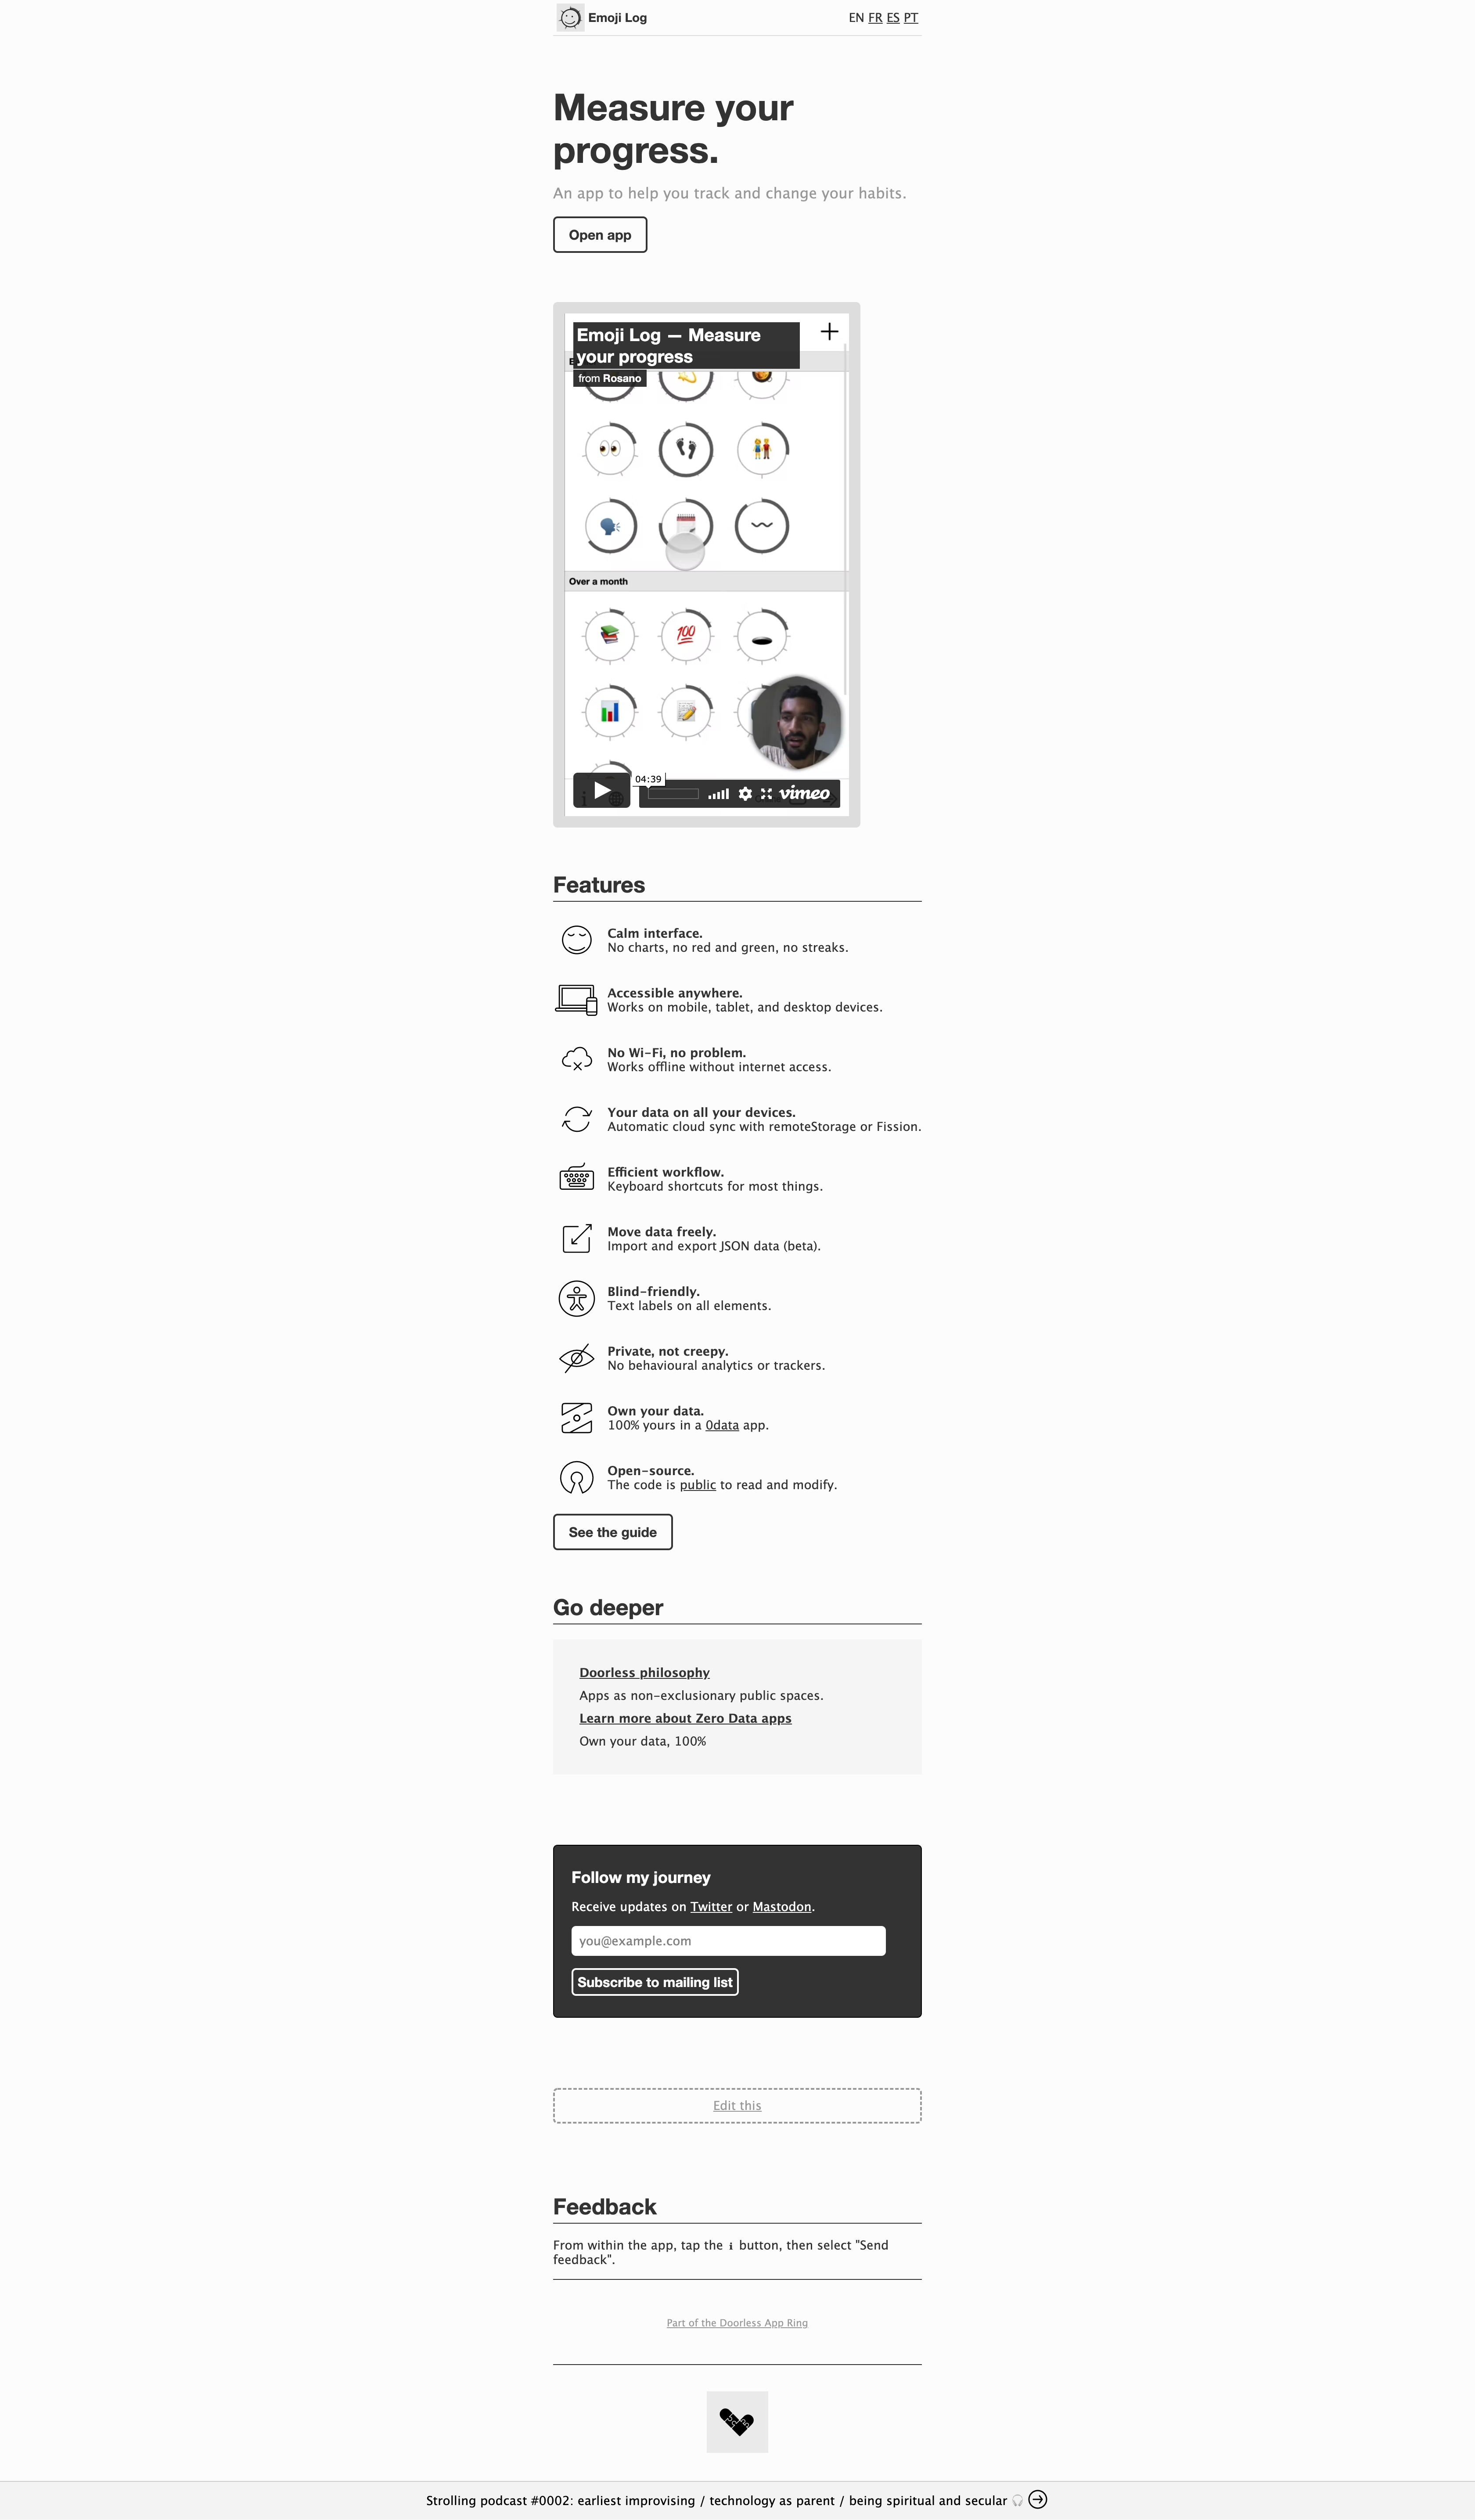 Emoji Log
EN FR ES PT
Measure your
progress.
An app to help you track and change your habits.
Open app
Emoji Log — Measure
your progress
from Rosano
Over a month
04:39
vimeo
Features
Calm interface.
No charts, no red and green, no streaks.
Accessible anywhere.
Works on mobile, tablet, and desktop devices.
No Wi-Fi, no problem.
Works offline without internet access.
Your data on all your devices.
Automatic cloud sync with remoteStorage or Fission.
Efficient workflow.
Keyboard shortcuts for most things.
Move data freely.
Import and export JSON data (beta).
Blind-friendly.
Text labels on all elements.
Private, not creepy.
No behavioural analytics or trackers.
Own your data.
100% yours in a 0data app.
Open-source.
The code is public to read and modify.
See the guide
Go deeper
Doorless philosophy
Apps as non-exclusionary public spaces.
Learn more about Zero Data apps
Own your data, 100%
Follow my journey
Receive updates on Twitter or Mastodon.
you@example.com
Subscribe to mailing list
Edit this
Feedback
From within the app, tap the i button, then select "Send
feedback".
Part of the Doorless App Ring
Strolling podcast #0002: earliest improvising / technology as parent / being spiritual and secular 🎧